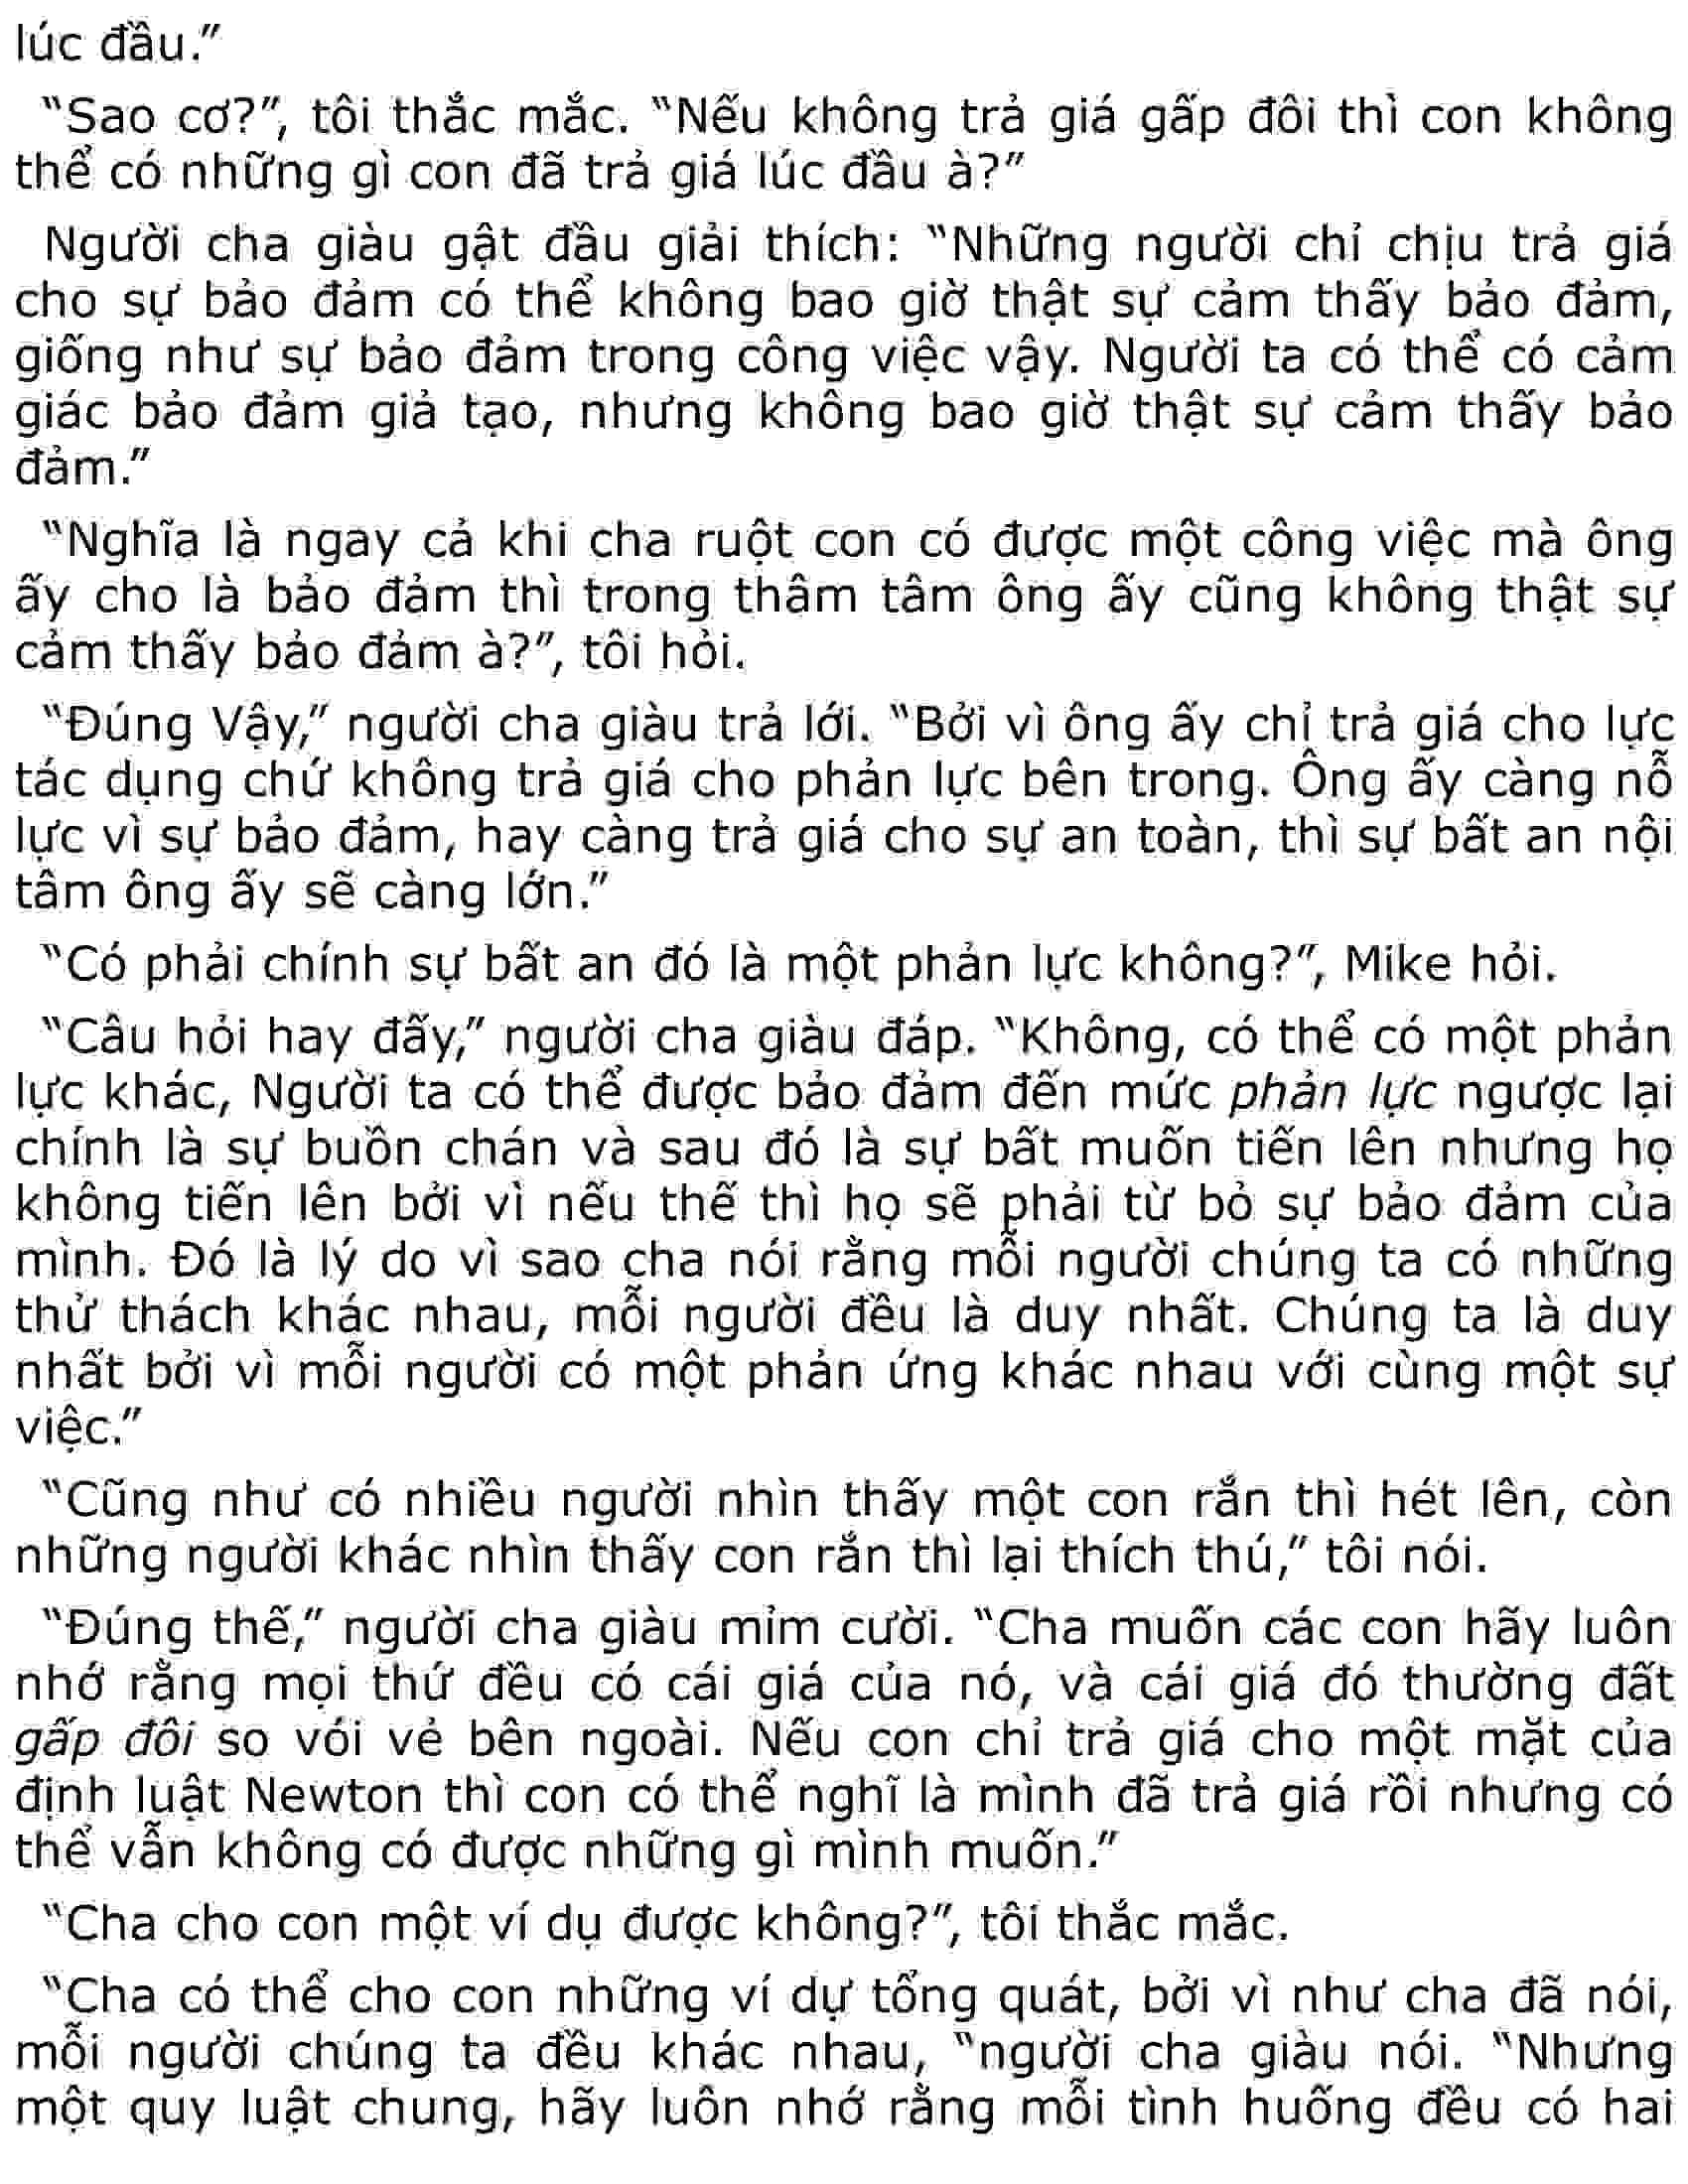 lúc đầu.”
“Sao cơ?”, tôi thắc mắc. “Nếu không trả giá gấp đôi thì con không
thể có những gì con đã trả giá lúc đầu à?”
Người cha giàu gật đầu giải thích: “Những người chỉ chịu trả giá
cho sự bảo đảm có thể không bao giờ thật sự cảm thấy bảo đảm,
giống như sự bảo đảm trong công việc vậy. Người ta có thể có cảm
giác bảo đảm giả tạo, nhưng không bao giờ thật sự cảm thấy bảo
đảm.”
“Nghĩa là ngay cả khi cha ruột con có được một công việc mà ông
ấy cho là bảo đảm thì trong thâm tâm ông ấy cũng không thật sự
cảm thấy bảo đảm à?”, tôi hỏi.
“Đúng Vậy,” người cha giàu trả lới. “Bởi vì ông ấy chỉ trả giá cho lực
tác dụng chứ không trả giá cho phản lực bên trong. Ông ấy càng nỗ
lực vì sự bảo đảm, hay càng trả giá cho sự an toàn, thì sự bất an nội
tâm ông ấy sẽ càng lớn.”
“Có phải chính sự bất an đó là một phản lực không?”, Mike hỏi.
“Câu hỏi hay đấy,” người cha giàu đáp. “Không, có thể có một phản
lực khác, Người ta có thể được bảo đảm đến mức phản lực ngược lại
chính là sự buồn chán và sau đó là sự bất muốn tiến lên nhưng họ
không tiến lên bởi vì nếu thế thì họ sẽ phải từ bỏ sự bảo đảm của
mình. Đó là lý do vì sao cha nói rằng mỗi người chúng ta có những
thử thách khác nhau, mỗi người đều là duy nhất. Chúng ta là duy
nhất bởi vì mỗi người có một phản ứng khác nhau với cùng một sự
việc.”
“Cũng như có nhiều người nhìn thấy một con rắn thì hét lên, còn
những người khác nhìn thấy con rắn thì lại thích thú,” tôi nói.
“Đúng thế,” người cha giàu mỉm cười. “Cha muốn các con hãy luôn
nhớ rằng mọi thứ đều có cái giá của nó, và cái giá đó thường đất
gấp đôi so vói vẻ bên ngoài. Nếu con chỉ trả giá cho một mặt của
định luật Newton thì con có thể nghĩ là mình đã trả giá rồi nhưng có
thể vẫn không có được những gì mình muốn.”
“Cha cho con một ví dụ được không?”, tôi thắc mắc.
“Cha có thể cho con những ví dự tổng quát, bởi vì như cha đã nói,
mỗi người chúng ta đều khác nhau, “người cha giàu nói. “Nhưng
một quy luật chung, hãy luôn nhớ rằng mỗi tình huống đều có hai